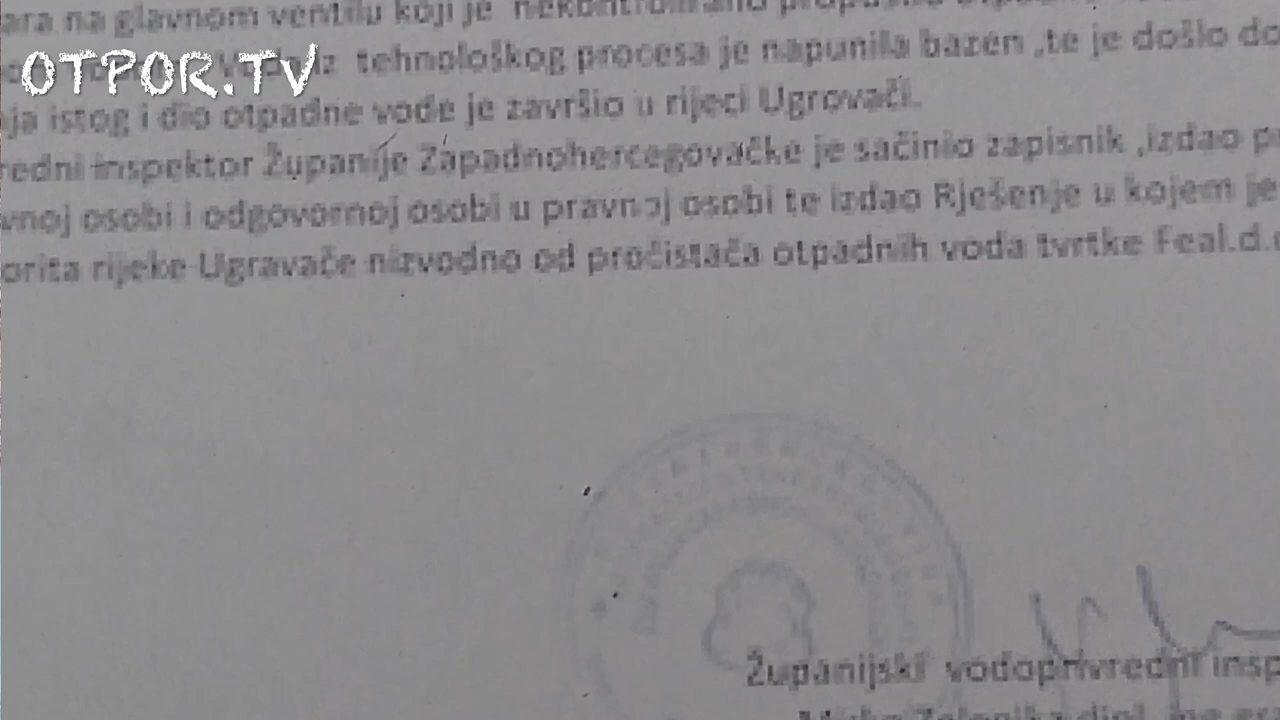 ara na glavnom ventilu koji je nekontrolirano
OTPOR.TV
iz tehnološkog procesa je napunila bazen ,te je došlo do
ja istog i dio otpadne vode je završio u rijeci Ugrovači.
redni inspektor Županije Zapadnohercegovačke je sačinio zapisnik ,izdao p
vnoj osobi i odgovornoj osobi u pravnoj osobi te izdao Rješenje u kojem je
orita rijeke Ugravače nizvodno od pročistača otpadnih voda tvrtke Feal.d.
Županijski vodoprivredni insp